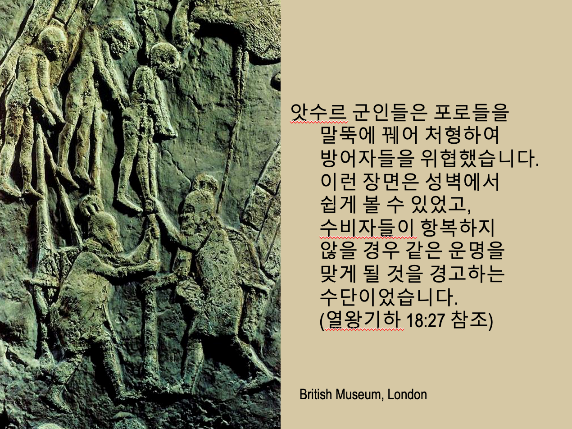 앗수르 군인들은 포로들을
말뚝에 꿰어 처형하여
방어자들을 위협했습니다.
이런 장면은 성벽에서
쉽게 볼 수 있었고,
수비자들이 항복하지
않을 경우 같은 운명을
맞게 될 것을 경고하는
수단이었습니다.
(열왕기하 18:27 참조)
British Museum, London